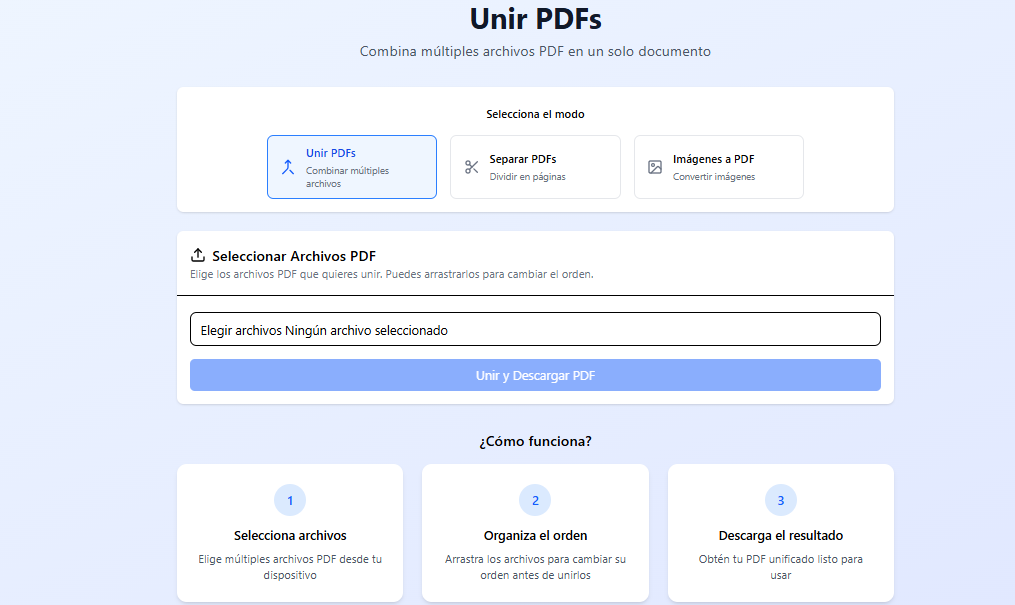 Unir PDFs
Combina múltiples archivos PDF en un solo documento
Selecciona el modo
Unir PDFs
Combinar múltiples
archivos
Separar PDFs
Dividir en páginas
Imágenes a PDF
Convertir imágenes
Seleccionar Archivos PDF
Elige los archivos PDF que quieres unir. Puedes arrastrarlos para cambiar el orden.
Elegir archivos Ningún archivo seleccionado
Unir y Descargar PDF
¿Cómo funciona?
1
Selecciona archivos
Elige múltiples archivos PDF desde tu
dispositivo
2
Organiza el orden
Arrastra los archivos para cambiar su
orden antes de unirlos
3
Descarga el resultado
Obtén tu PDF unificado listo para
usar